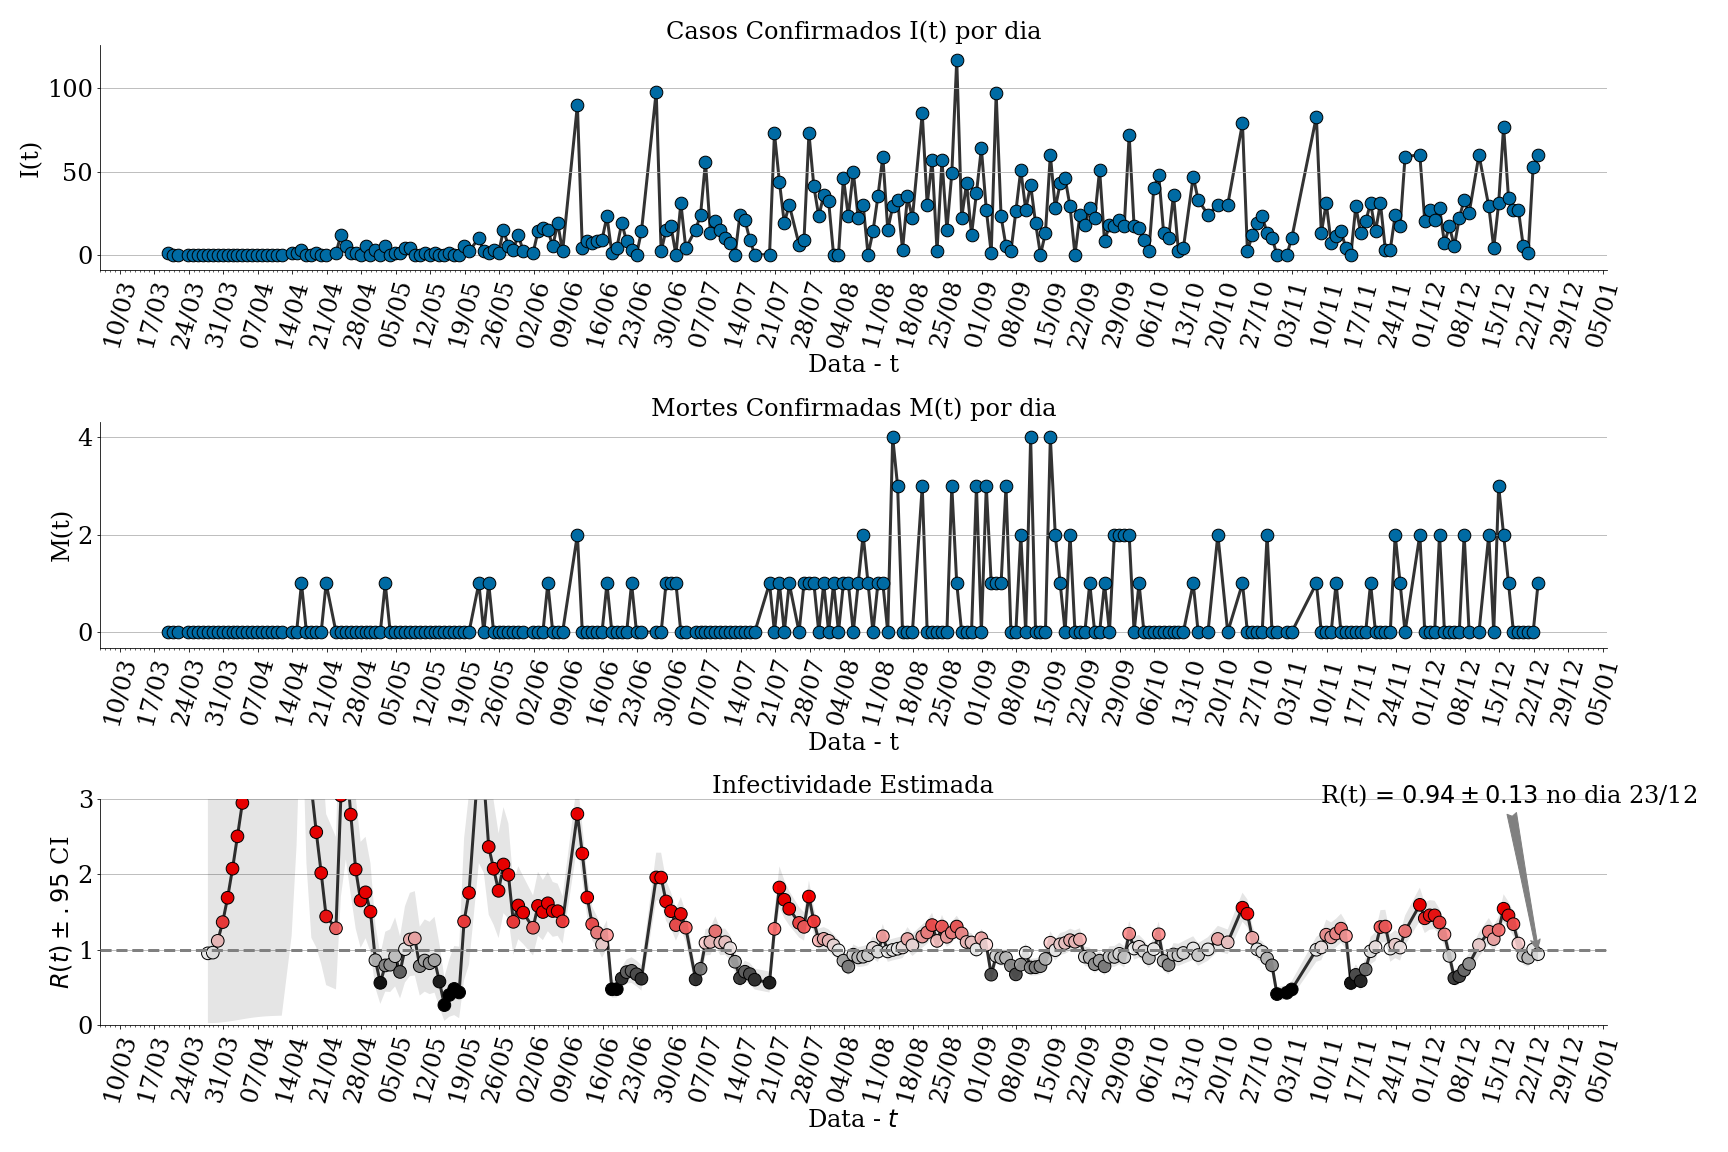 Casos Confirmados I(t) por dia
I(t)
100
50
0
10/03 17/03 24/03 31/03 07/04 14/04 21/04 28/04 05/05 12/05 19/05 26/05 02/06 09/06 16/06 23/06 30/06 07/07 14/07 21/07 28/07 04/08 11/08 18/08 25/08 01/09 08/09 15/09 22/09 29/09 06/10 13/10 20/10 27/10 03/11 10/11 17/11 24/11 01/12 08/12 15/12 22/12 29/12 05/01
Data - t
Mortes Confirmadas M(t) por dia
M(t)
4
2
0
10/03 17/03 24/03 31/03 07/04 14/04 21/04 28/04 05/05 12/05 19/05 26/05 02/06 09/06 16/06 23/06 30/06 07/07 14/07 21/07 28/07 04/08 11/08 18/08 25/08 01/09 08/09 15/09 22/09 29/09 06/10 13/10 20/10 27/10 03/11 10/11 17/11 24/11 01/12 08/12 15/12 22/12 29/12 05/01
Data - t
Infectividade Estimada
R(t) = 0.94 ± 0.13 no dia 23/12
R(t) ± .95 CI
3
2
1
0
10/03 17/03 24/03 31/03 07/04 14/04 21/04 28/04 05/05 12/05 19/05 26/05 02/06 09/06 16/06 23/06 30/06 07/07 14/07 21/07 28/07 04/08 11/08 18/08 25/08 01/09 08/09 15/09 22/09 29/09 06/10 13/10 20/10 27/10 03/11 10/11 17/11 24/11 01/12 08/12 15/12 22/12 29/12 05/01
Data - t